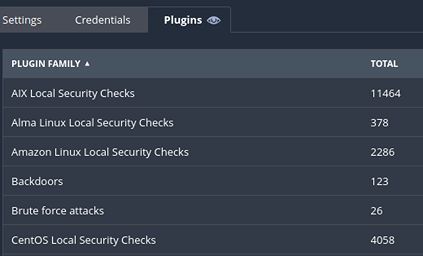 Settings Credentials Plugins
PLUGIN FAMILY ▲ TOTAL
AIX Local Security Checks 11464
Alma Linux Local Security Checks 378
Amazon Linux Local Security Checks 2286
Backdoors 123
Brute force attacks 26
CentOS Local Security Checks 4058